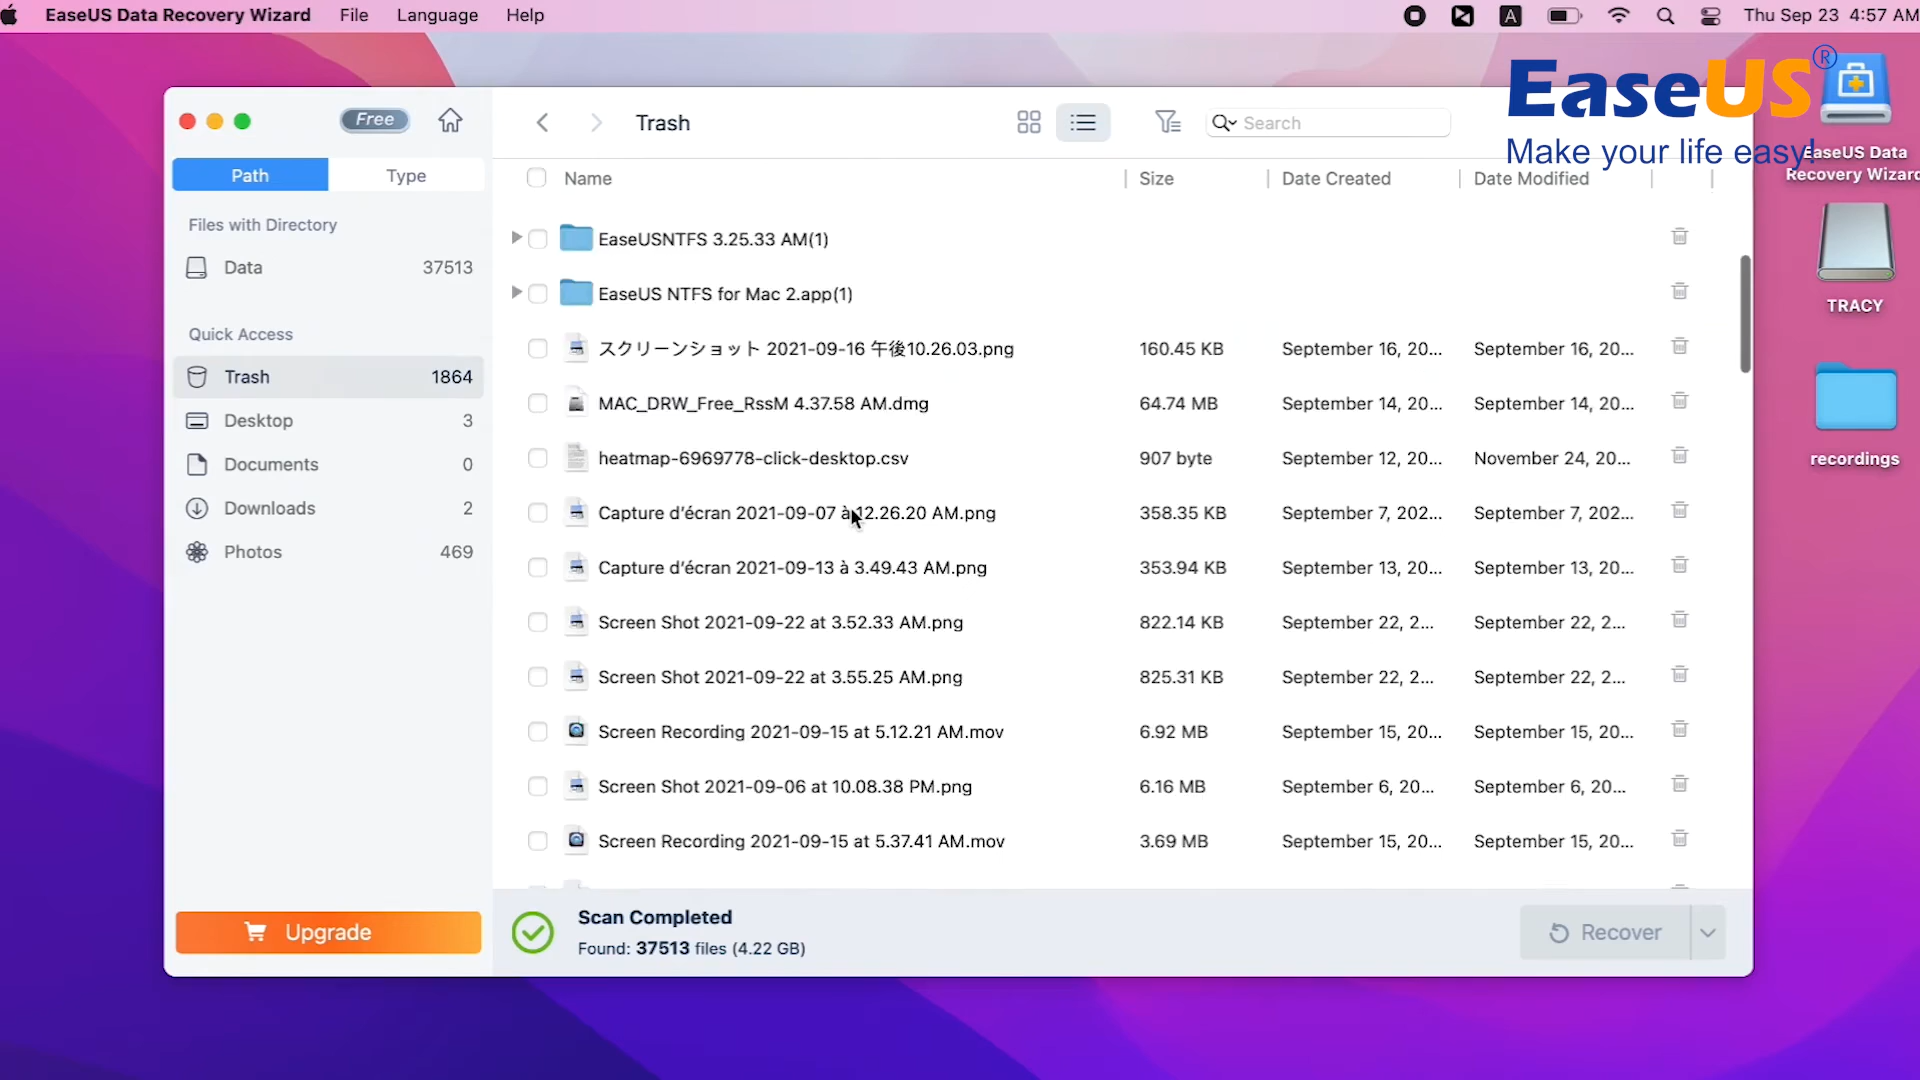 EaseUS Data Recovery Wizard File Language Help A Thu Sep 23 4:57 AM
EaseUS®
Make your life easy!
Free Trash Search
EaseUS Data
Recovery Wizard
Path Type Name Size Date Created Date Modified
Files with Directory
Data 37513
EaseUSNTFS 3.25.33 AM(1)
EaseUS NTFS for Mac 2.app(1)
TRACY
Quick Access
スクリーンショット 2021-09-16 午後10.26.03.png 160.45 KB September 16, 20... September 16, 20...
Trash 1864
MAC_DRW_Free_RssM 4.37.58 AM.dmg 64.74 MB September 14, 20... September 14, 20...
Desktop 3
heatmap-6969778-click-desktop.csv 907 byte September 12, 20... November 24, 20...
recordings
Documents 0
Downloads 2
Capture d'écran 2021-09-07 à 12.26.20 AM.png 358.35 KB September 7, 202... September 7, 202...
Photos 469
Capture d'écran 2021-09-13 à 3.49.43 AM.png 353.94 KB September 13, 20... September 13, 20...
Screen Shot 2021-09-22 at 3.52.33 AM.png 822.14 KB September 22, 2... September 22, 2...
Screen Shot 2021-09-22 at 3.55.25 AM.png 825.31 KB September 22, 2... September 22, 2...
Screen Recording 2021-09-15 at 5.12.21 AM.mov 6.92 MB September 15, 20... September 15, 20...
Screen Shot 2021-09-06 at 10.08.38 PM.png 6.16 MB September 6, 20... September 6, 20...
Screen Recording 2021-09-15 at 5.37.41 AM.mov 3.69 MB September 15, 20... September 15, 20...
Upgrade
Scan Completed
Found: 37513 files (4.22 GB)
Recover